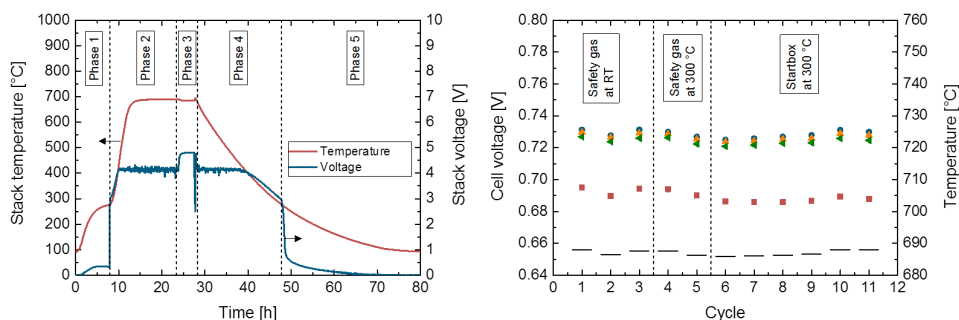 1000
900
800
700
600
500
400
300
200
100
0
Stack temperature [°C]
Phase 1
Phase 2
Phase 3
Phase 4
Phase 5
Temperature
Voltage
10
9
8
7
6
5
4
3
2
1
0
Stack voltage [V]
0 10 20 30 40 50 60 70 80
Time [h]
0.80
0.78
0.76
0.74
0.72
0.70
0.68
0.66
0.64
Cell voltage [V]
Safety gas
at RT
Safety gas
at 300 °C
Startbox
at 300 °C
760
750
740
730
720
710
700
690
680
Temperature [°C]
0 1 2 3 4 5 6 7 8 9 10 11 12
Cycle